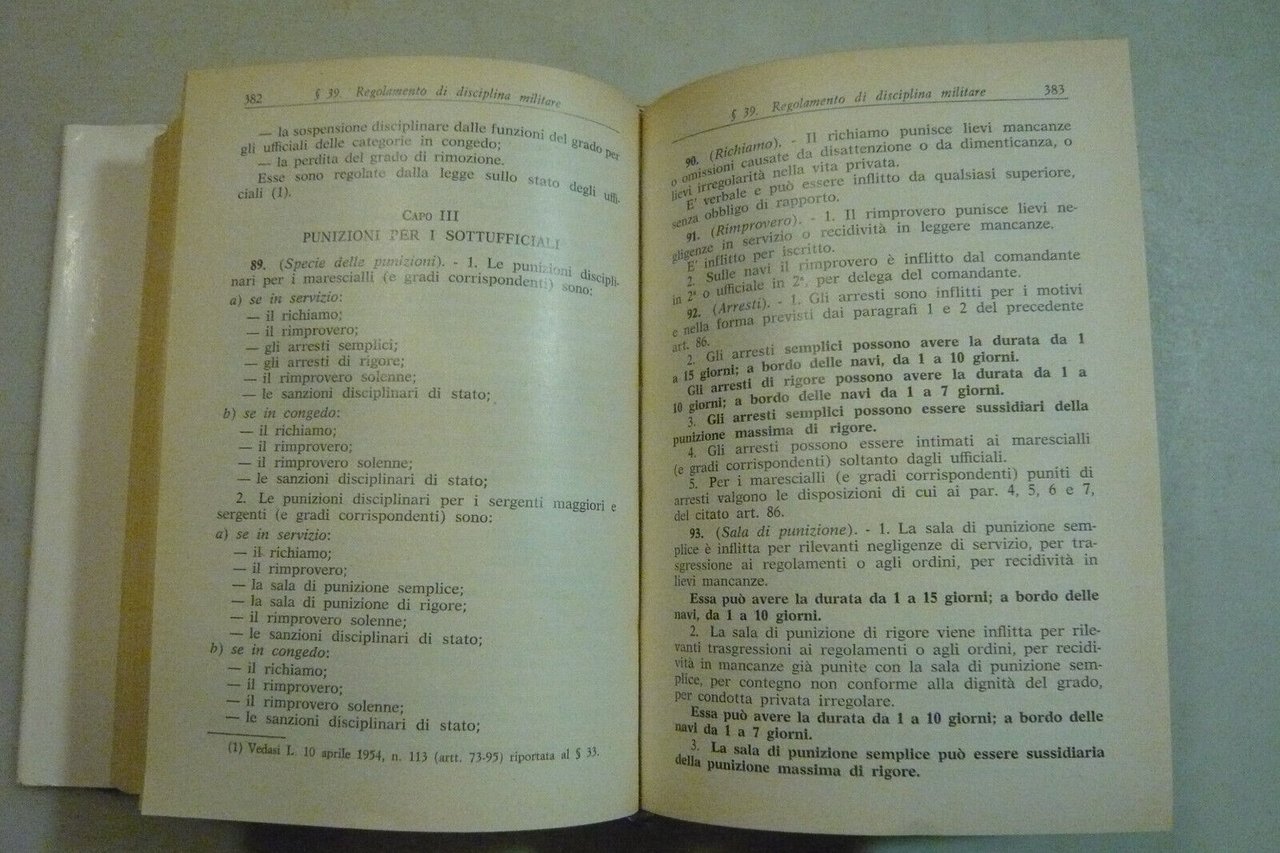 382 § 39. Regolamento di disciplina militare
— la sospensione disciplinare dalle funzioni del grado per
gli ufficiali delle categorie in congedo;
— la perdita del grado di rimozione.
Esse sono regolate dalla legge sullo stato degli uffi-
ciali (1).
CAPO III
PUNIZIONI PER I SOTTUFFICIALI
89. (Specie delle punizioni). - 1. Le punizioni discipli-
nari per i marescialli (e gradi corrispondenti) sono:
a) se in servizio:
— il richiamo;
— il rimprovero;
— gli arresti semplici;
— gli arresti di rigore;
— il rimprovero solenne;
— le sanzioni disciplinari di stato;
b) se in congedo:
— il richiamo;
— il rimprovero;
— il rimprovero solenne;
— le sanzioni disciplinari di stato;
2. Le punizioni disciplinari per i sergenti maggiori e
sergenti (e gradi corrispondenti) sono:
a) se in servizio:
— il richiamo;
— il rimprovero;
— la sala di punizione semplice;
— la sala di punizione di rigore;
— il rimprovero solenne;
— le sanzioni disciplinari di stato;
b) se in congedo:
— il richiamo;
— il rimprovero;
— il rimprovero solenne;
— le sanzioni disciplinari di stato;
(1) Vedasi L. 10 aprile 1954, n. 113 (artt. 73-95) riportata al § 33.
§ 39. Regolamento di disciplina militare 383
90. (Richiamo). - Il richiamo punisce lievi mancanze
o omissioni causate da disattenzione o da dimenticanza, o
lievi irregolarità nella vita privata.
E' verbale e può essere inflitto da qualsiasi superiore,
senza obbligo di rapporto.
91. (Rimprovero). - 1. Il rimprovero punisce lievi ne-
gligenze in servizio o recidività in leggere mancanze.
E' inflitto per iscritto.
2. Sulle navi il rimprovero è inflitto dal comandante
in 2ª o ufficiale in 2ª, per delega del comandante.
92. (Arresti). - 1. Gli arresti sono inflitti per i motivi
e nella forma previsti dai paragrafi 1 e 2 del precedente
art. 86.
2. Gli arresti semplici possono avere la durata da 1
a 15 giorni; a bordo delle navi, da 1 a 10 giorni.
Gli arresti di rigore possono avere la durata da 1 a
10 giorni; a bordo delle navi da 1 a 7 giorni.
3. Gli arresti semplici possono essere sussidiari della
punizione massima di rigore.
4. Gli arresti possono essere intimati ai marescialli
(e gradi corrispondenti) soltanto dagli ufficiali.
5. Per i marescialli (e gradi corrispondenti) puniti di
arresti valgono le disposizioni di cui ai par. 4, 5, 6 e 7,
del citato art. 86.
93. (Sala di punizione). - 1. La sala di punizione sem-
plice è inflitta per rilevanti negligenze di servizio, per tra-
sgressione ai regolamenti o agli ordini, per recidività in
lievi mancanze.
Essa può avere la durata da 1 a 15 giorni; a bordo delle
navi, da 1 a 10 giorni.
2. La sala di punizione di rigore viene inflitta per rile-
vanti trasgressioni ai regolamenti o agli ordini, per recidi-
vità in mancanze già punite con la sala di punizione sem-
plice, per contegno non conforme alla dignità del grado,
per condotta privata irregolare.
Essa può avere la durata da 1 a 10 giorni; a bordo delle
navi da 1 a 7 giorni.
3. La sala di punizione semplice può essere sussidiaria
della punizione massima di rigore.